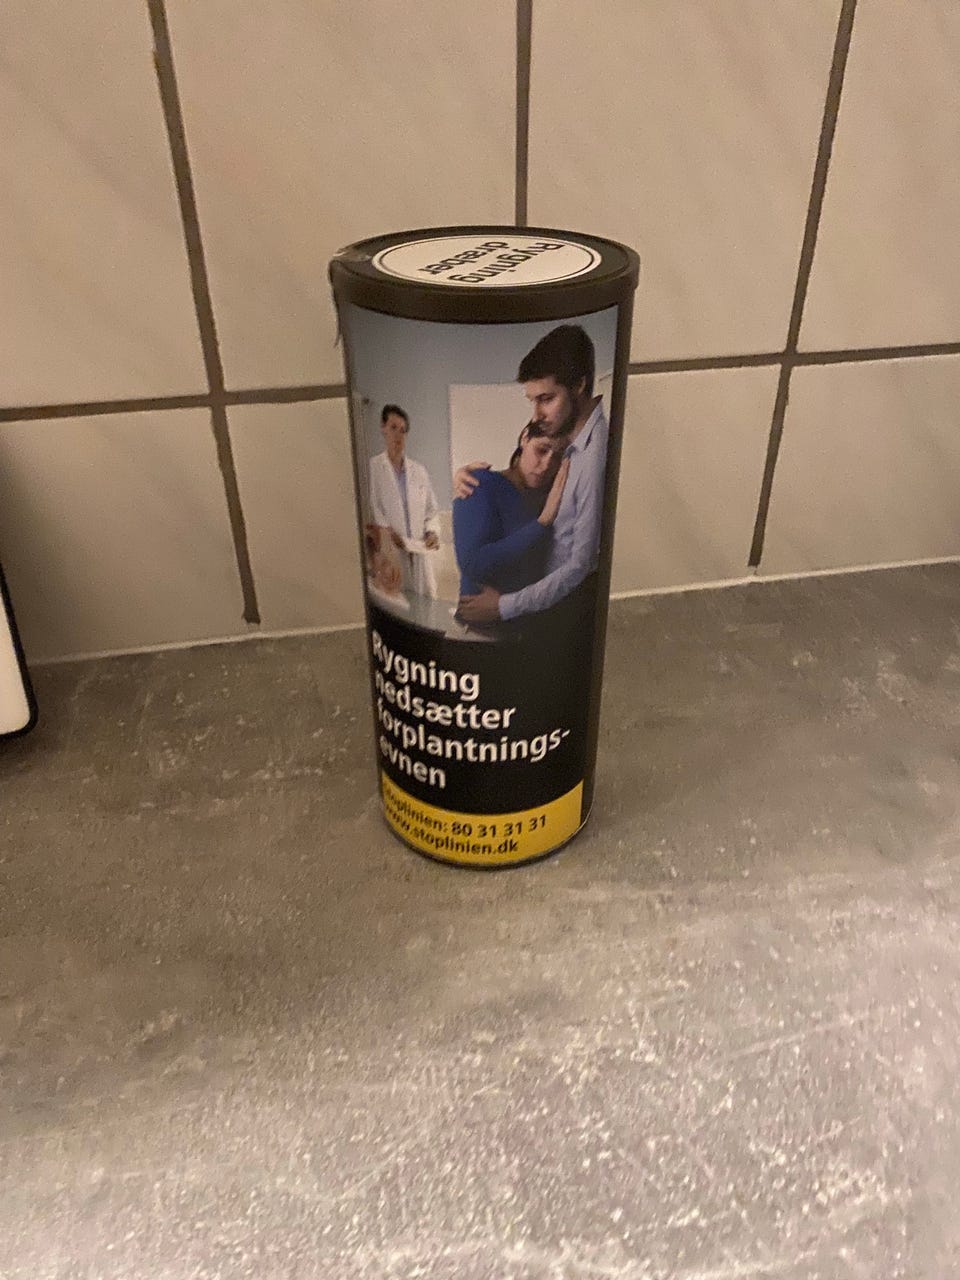 Rygning
dræber
Rygning
nedsætter
forplantnings-
evnen
Stoplinien: 80 31 31 31
www.stoplinien.dk